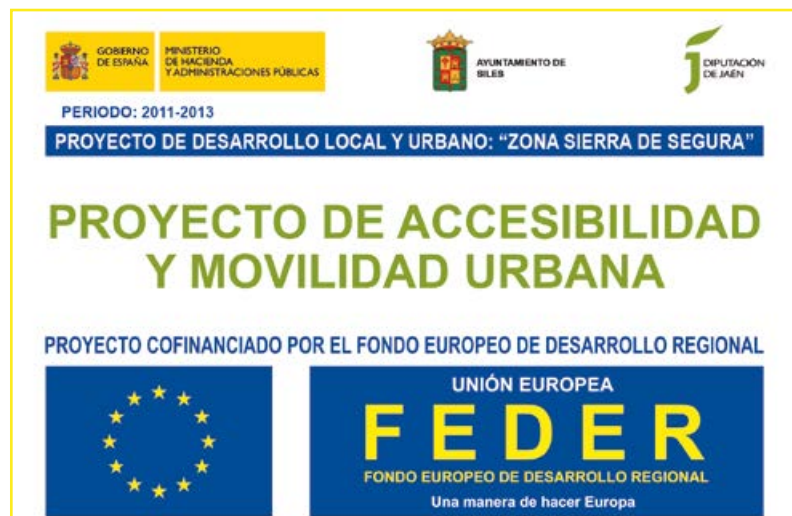 GOBIERNO
DE ESPAÑA
MINISTERIO
DE HACIENDA
Y ADMINISTRACIONES PÚBLICAS
AYUNTAMIENTO DE
SILES
DIPUTACIÓN
DE JAÉN
PERIODO: 2011-2013
PROYECTO DE DESARROLLO LOCAL Y URBANO: “ZONA SIERRA DE SEGURA”
PROYECTO DE ACCESIBILIDAD
Y MOVILIDAD URBANA
PROYECTO COFINANCIADO POR EL FONDO EUROPEO DE DESARROLLO REGIONAL
UNIÓN EUROPEA
FEDER
FONDO EUROPEO DE DESARROLLO REGIONAL
Una manera de hacer Europa